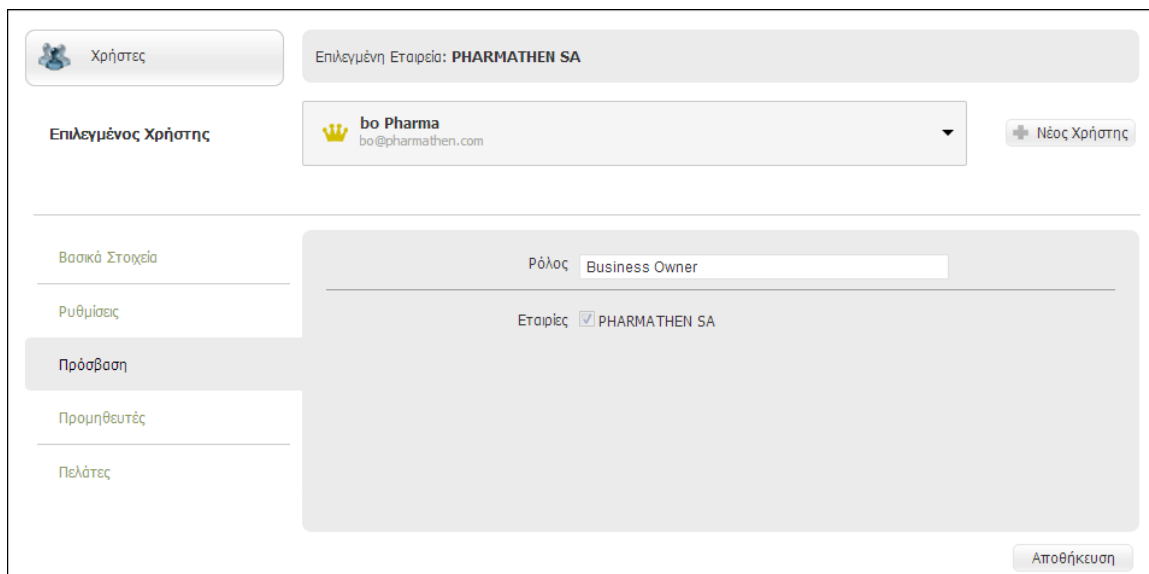 Χρήστες
Επιλεγμένη Εταιρεία: PHARMATHEN SA
Επιλεγμένος Χρήστης
bo Pharma
bo@pharmathen.com
Νέος Χρήστης
Βασικά Στοιχεία
Ρυθμίσεις
Πρόσβαση
Προμηθευτές
Πελάτες
Ρόλος Business Owner
Εταιρίες PHARMATHEN SA
Αποθήκευση